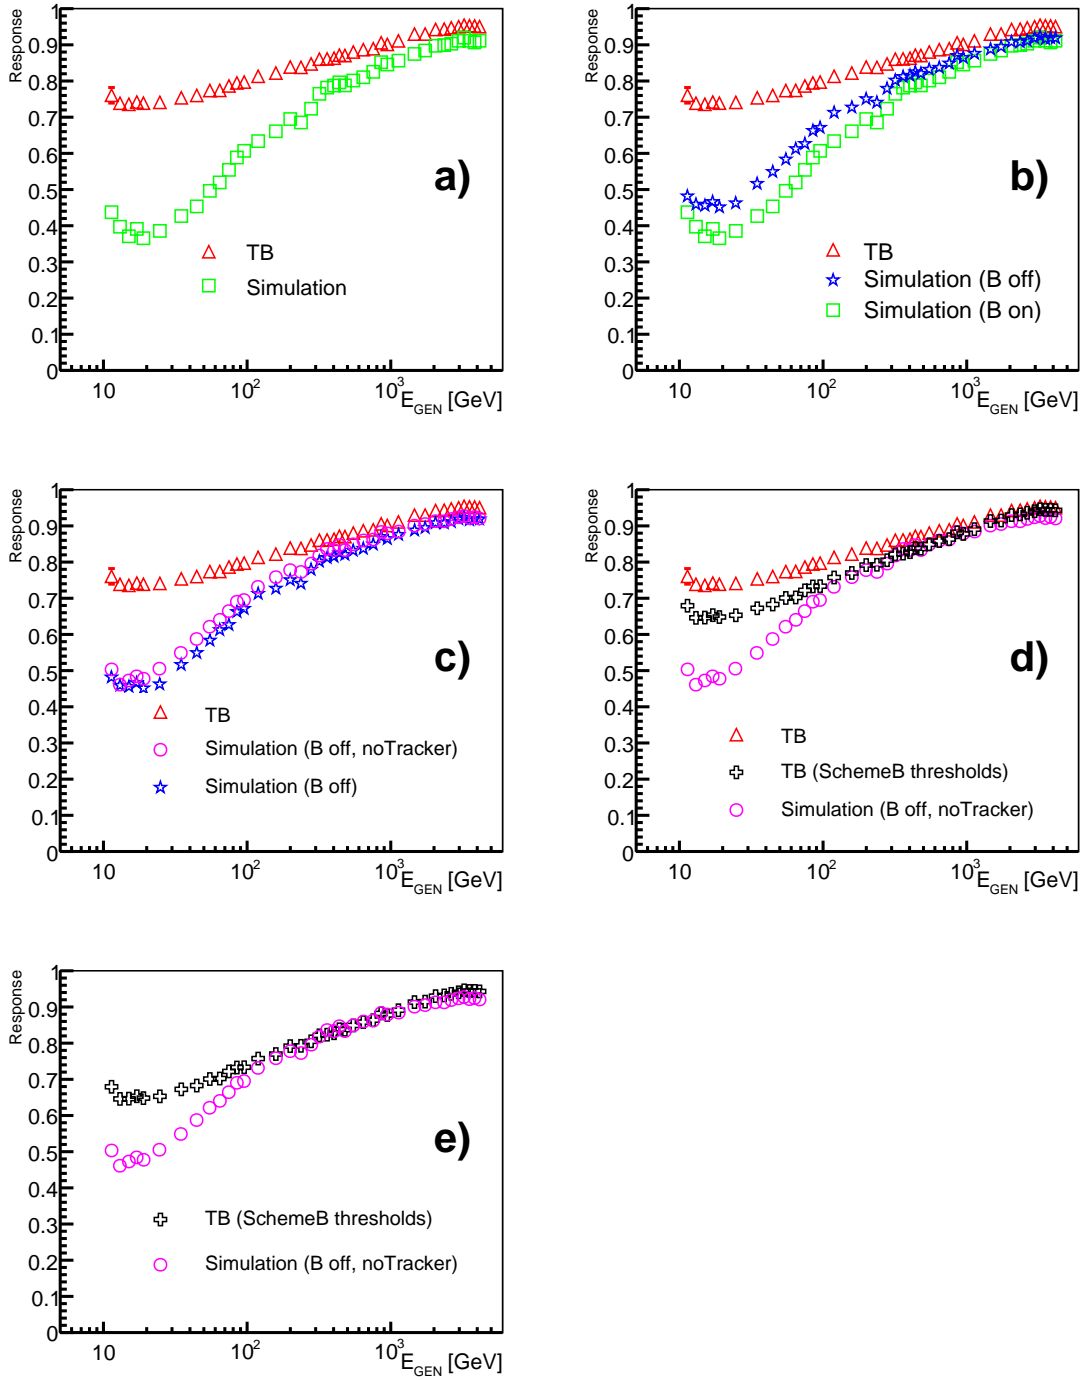 Response
1
0.9
0.8
0.7
0.6
0.5
0.4
0.3
0.2
0.1
0
a)
TB
Simulation
10
10²
10³
E_GEN [GeV]
Response
1
0.9
0.8
0.7
0.6
0.5
0.4
0.3
0.2
0.1
0
b)
TB
Simulation (B off)
Simulation (B on)
10
10²
10³
E_GEN [GeV]
Response
1
0.9
0.8
0.7
0.6
0.5
0.4
0.3
0.2
0.1
0
c)
TB
Simulation (B off, noTracker)
Simulation (B off)
10
10²
10³
E_GEN [GeV]
Response
1
0.9
0.8
0.7
0.6
0.5
0.4
0.3
0.2
0.1
0
d)
TB
TB (SchemeB thresholds)
Simulation (B off, noTracker)
10
10²
10³
E_GEN [GeV]
Response
1
0.9
0.8
0.7
0.6
0.5
0.4
0.3
0.2
0.1
0
e)
TB (SchemeB thresholds)
Simulation (B off, noTracker)
10
10²
10³
E_GEN [GeV]